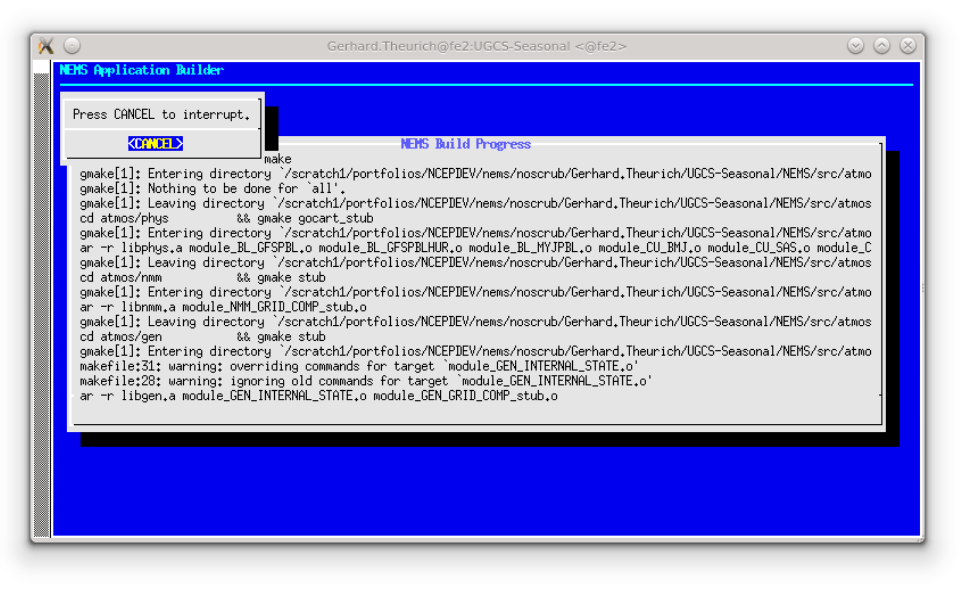 Gerhard.Theurich@fe2:UGCS-Seasonal <@fe2>
NEMS Application Builder
Press CANCEL to interrupt.
<CANCEL>
NEMS Build Progress
make
gmake[1]: Entering directory `/scratch1/portfolios/NCEPDEV/nems/noscrub/Gerhard.Theurich/UGCS-Seasonal/NEMS/src/atmo
gmake[1]: Nothing to be done for `all'.
gmake[1]: Leaving directory `/scratch1/portfolios/NCEPDEV/nems/noscrub/Gerhard.Theurich/UGCS-Seasonal/NEMS/src/atmos
cd atmos/phys && gmake gocart_stub
gmake[1]: Entering directory `/scratch1/portfolios/NCEPDEV/nems/noscrub/Gerhard.Theurich/UGCS-Seasonal/NEMS/src/atmo
ar -r libphys.a module_BL_GFSPBL.o module_BL_GFSPBLHUR.o module_BL_MYJPBL.o module_CU_BMJ.o module_CU_SAS.o module_C
gmake[1]: Leaving directory `/scratch1/portfolios/NCEPDEV/nems/noscrub/Gerhard.Theurich/UGCS-Seasonal/NEMS/src/atmos
cd atmos/nmm && gmake stub
gmake[1]: Entering directory `/scratch1/portfolios/NCEPDEV/nems/noscrub/Gerhard.Theurich/UGCS-Seasonal/NEMS/src/atmo
ar -r libnmm.a module_NMM_GRID_COMP_stub.o
gmake[1]: Leaving directory `/scratch1/portfolios/NCEPDEV/nems/noscrub/Gerhard.Theurich/UGCS-Seasonal/NEMS/src/atmos
cd atmos/gen && gmake stub
gmake[1]: Entering directory `/scratch1/portfolios/NCEPDEV/nems/noscrub/Gerhard.Theurich/UGCS-Seasonal/NEMS/src/atmo
makefile:31: warning: overriding commands for target `module_GEN_INTERNAL_STATE.o'
makefile:28: warning: ignoring old commands for target `module_GEN_INTERNAL_STATE.o'
ar -r libgen.a module_GEN_INTERNAL_STATE.o module_GEN_GRID_COMP_stub.o